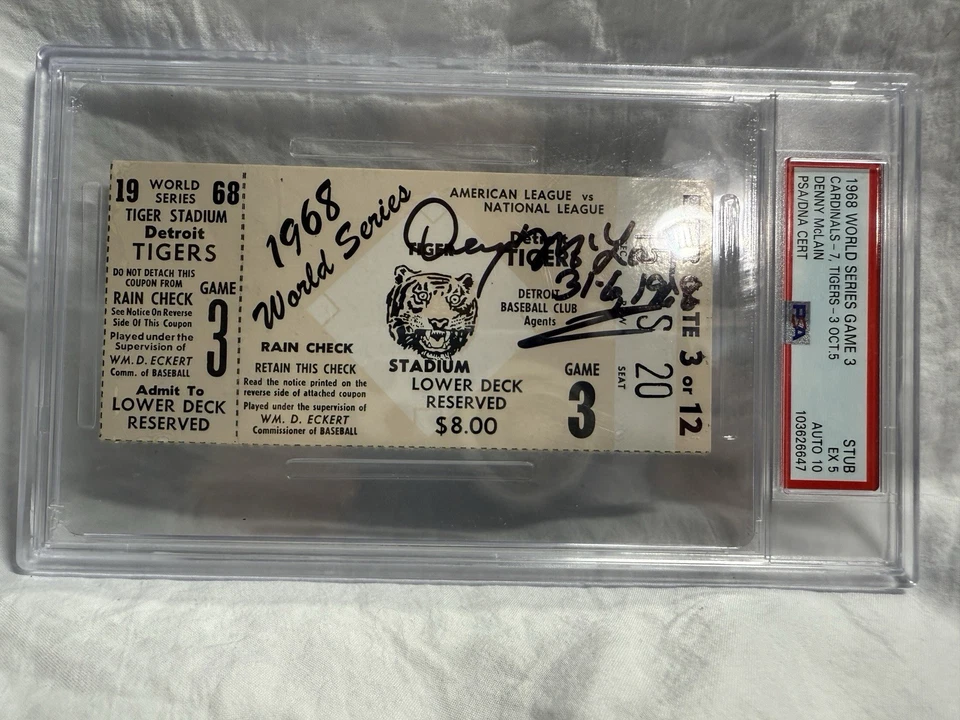 19 WORLD SERIES 68
TIGER STADIUM
Detroit
TIGERS
DO NOT DETACH THIS
COUPON FROM
RAIN CHECK
See Notice On Reverse
Side Of This Coupon
Played under the
Supervision of
WM. D. ECKERT
Comm. of BASEBALL
GAME
3
Admit To
LOWER DECK
RESERVED
1968
World Series
RAIN CHECK
RETAIN THIS CHECK
Read the notice printed on the
reverse side of attached coupon
Played under the supervision of
WM. D. ECKERT
Commissioner of BASEBALL
AMERICAN LEAGUE vs
NATIONAL LEAGUE
TIGER
STADIUM
LOWER DECK
RESERVED
$8.00
Detroit
TIGERS
DETROIT
BASEBALL CLUB
Agents
Denny McLain
31-6, 1968
GAME
3
SEAT
20
GATE 3 OR 12
1968 WORLD SERIES GAME 3
CARDINALS - 7, TIGERS - 3 OCT.5
DENNY McLAIN
PSA/DNA CERT
PSA
STUB
EX 5
AUTO 10
103626647